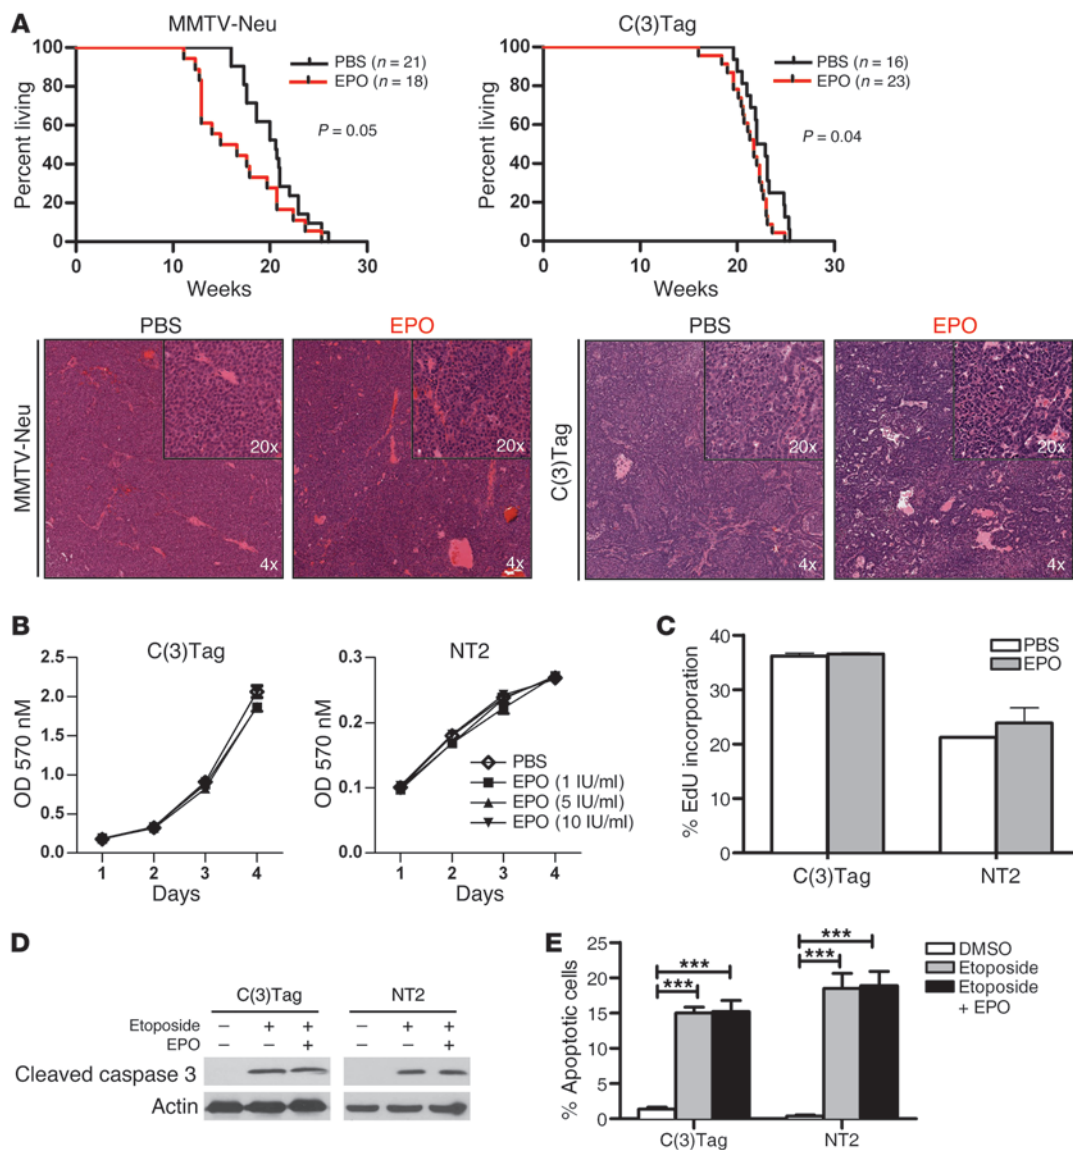 A
MMTV-Neu
C(3)Tag
Percent living
100
80
60
40
20
0
0 10 20 30
Weeks
PBS (n = 21)
EPO (n = 18)
P = 0.05
Percent living
100
80
60
40
20
0
0 10 20 30
Weeks
PBS (n = 16)
EPO (n = 23)
P = 0.04
PBS
EPO
PBS
EPO
MMTV-Neu
20x
4x
20x
4x
C(3)Tag
20x
4x
20x
4x
B
C(3)Tag
OD 570 nM
2.5
2.0
1.5
1.0
0.5
0.0
1 2 3 4
Days
NT2
OD 570 nM
0.3
0.2
0.1
0.0
1 2 3 4
Days
PBS
EPO (1 IU/ml)
EPO (5 IU/ml)
EPO (10 IU/ml)
C
% EdU incorporation
40
30
20
10
0
PBS
EPO
C(3)Tag
NT2
D
C(3)Tag
NT2
Etoposide – + + – + +
EPO – – + – – +
Cleaved caspase 3
Actin
E
% Apoptotic cells
25
20
15
10
5
0
***
***
***
***
DMSO
Etoposide
Etoposide
+ EPO
C(3)Tag
NT2